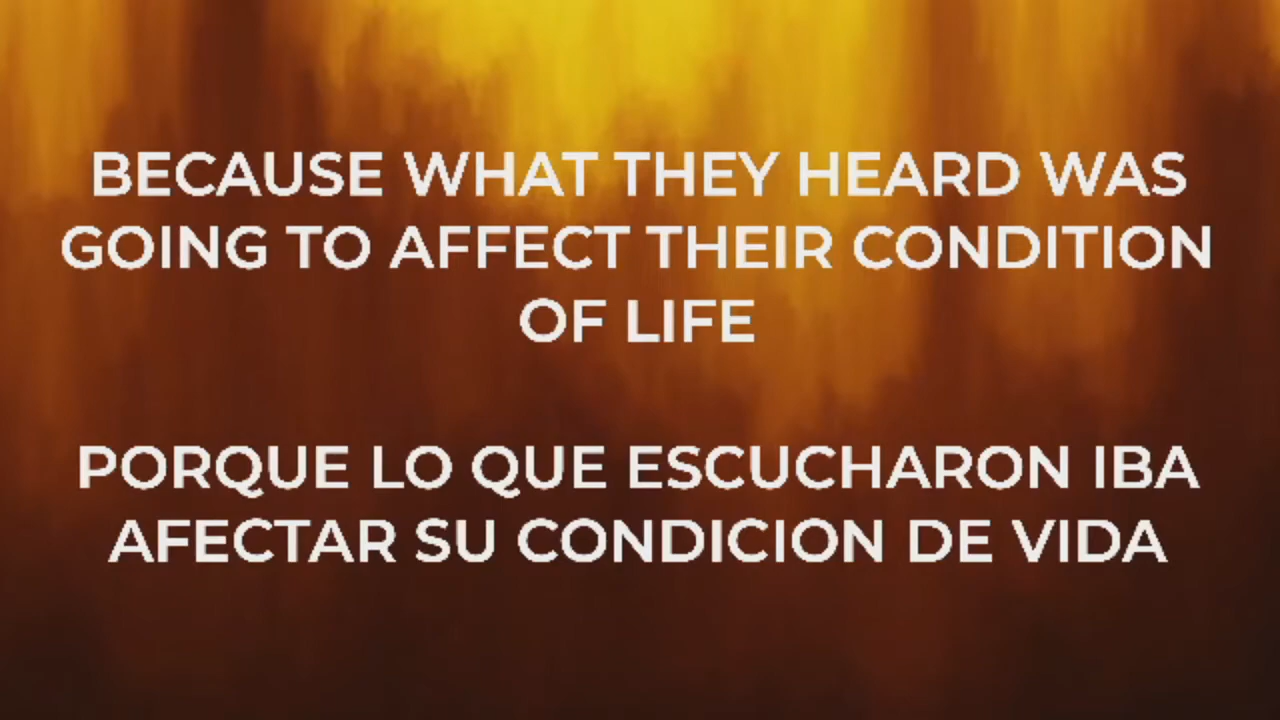 BECAUSE WHAT THEY HEARD WAS
GOING TO AFFECT THEIR CONDITION
OF LIFE
PORQUE LO QUE ESCUCHARON IBA
AFECTAR SU CONDICION DE VIDA